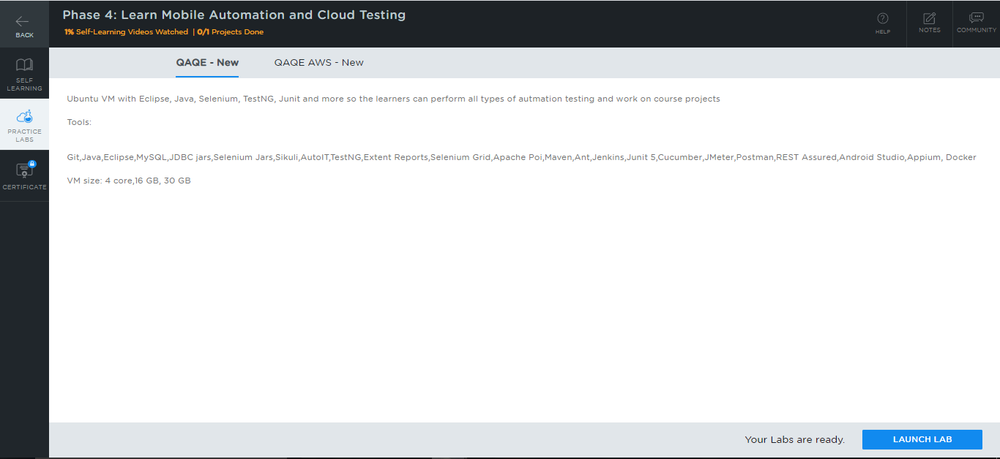 Phase 4: Learn Mobile Automation and Cloud Testing
1% Self-Learning Videos Watched | 0/1 Projects Done
BACK
HELP
NOTES
COMMUNITY
SELF
LEARNING
PRACTICE
LABS
CERTIFICATE
QAQE - New
QAQE AWS - New
Ubuntu VM with Eclipse, Java, Selenium, TestNG, Junit and more so the learners can perform all types of autmation testing and work on course projects
Tools:
Git,Java,Eclipse,MySQL,JDBC jars,Selenium Jars,Sikuli,AutoIT,TestNG,Extent Reports,Selenium Grid,Apache Poi,Maven,Ant,Jenkins,Junit 5,Cucumber,JMeter,Postman,REST Assured,Android Studio,Appium, Docker
VM size: 4 core,16 GB, 30 GB
Your Labs are ready.
LAUNCH LAB